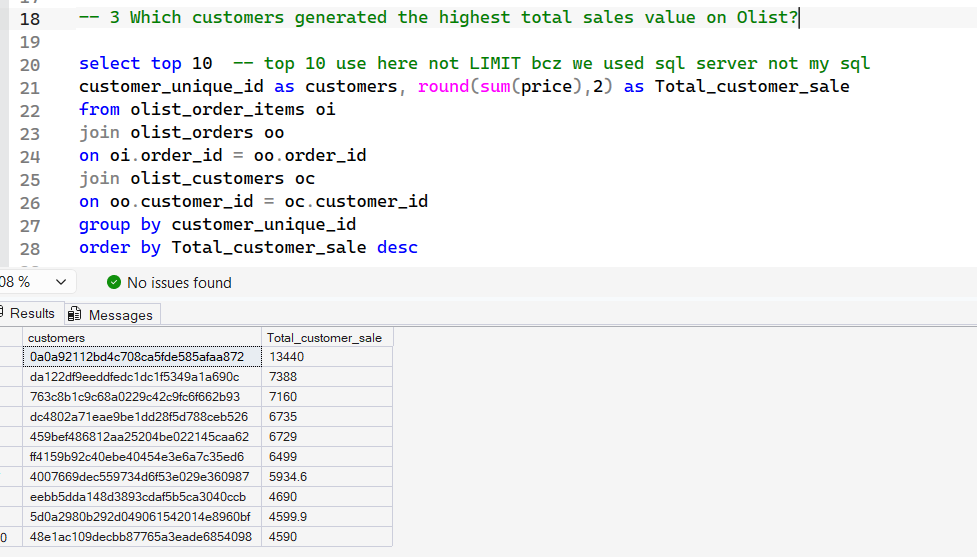 18 -- 3 Which customers generated the highest total sales value on Olist?
19
20 select top 10 -- top 10 use here not LIMIT bcz we used sql server not my sql
21 customer_unique_id as customers, round(sum(price),2) as Total_customer_sale
22 from olist_order_items oi
23 join olist_orders oo
24 on oi.order_id = oo.order_id
25 join olist_customers oc
26 on oo.customer_id = oc.customer_id
27 group by customer_unique_id
28 order by Total_customer_sale desc
08 % No issues found
Results Messages
customers Total_customer_sale
0a0a92112bd4c708ca5fde585afaa872 13440
da122df9eeddfedc1dc1f5349a1a690c 7388
763c8b1c9c68a0229c42c9fc6f662b93 7160
dc4802a71eae9be1dd28f5d788ceb526 6735
459bef486812aa25204be022145caa62 6729
ff4159b92c40ebe40454e3e6a7c35ed6 6499
4007669dec559734d6f53e029e360987 5934.6
eebb5dda148d3893cdaf5b5ca3040ccb 4690
5d0a2980b292d049061542014e8960bf 4599.9
0 48e1ac109decbb87765a3eade6854098 4590